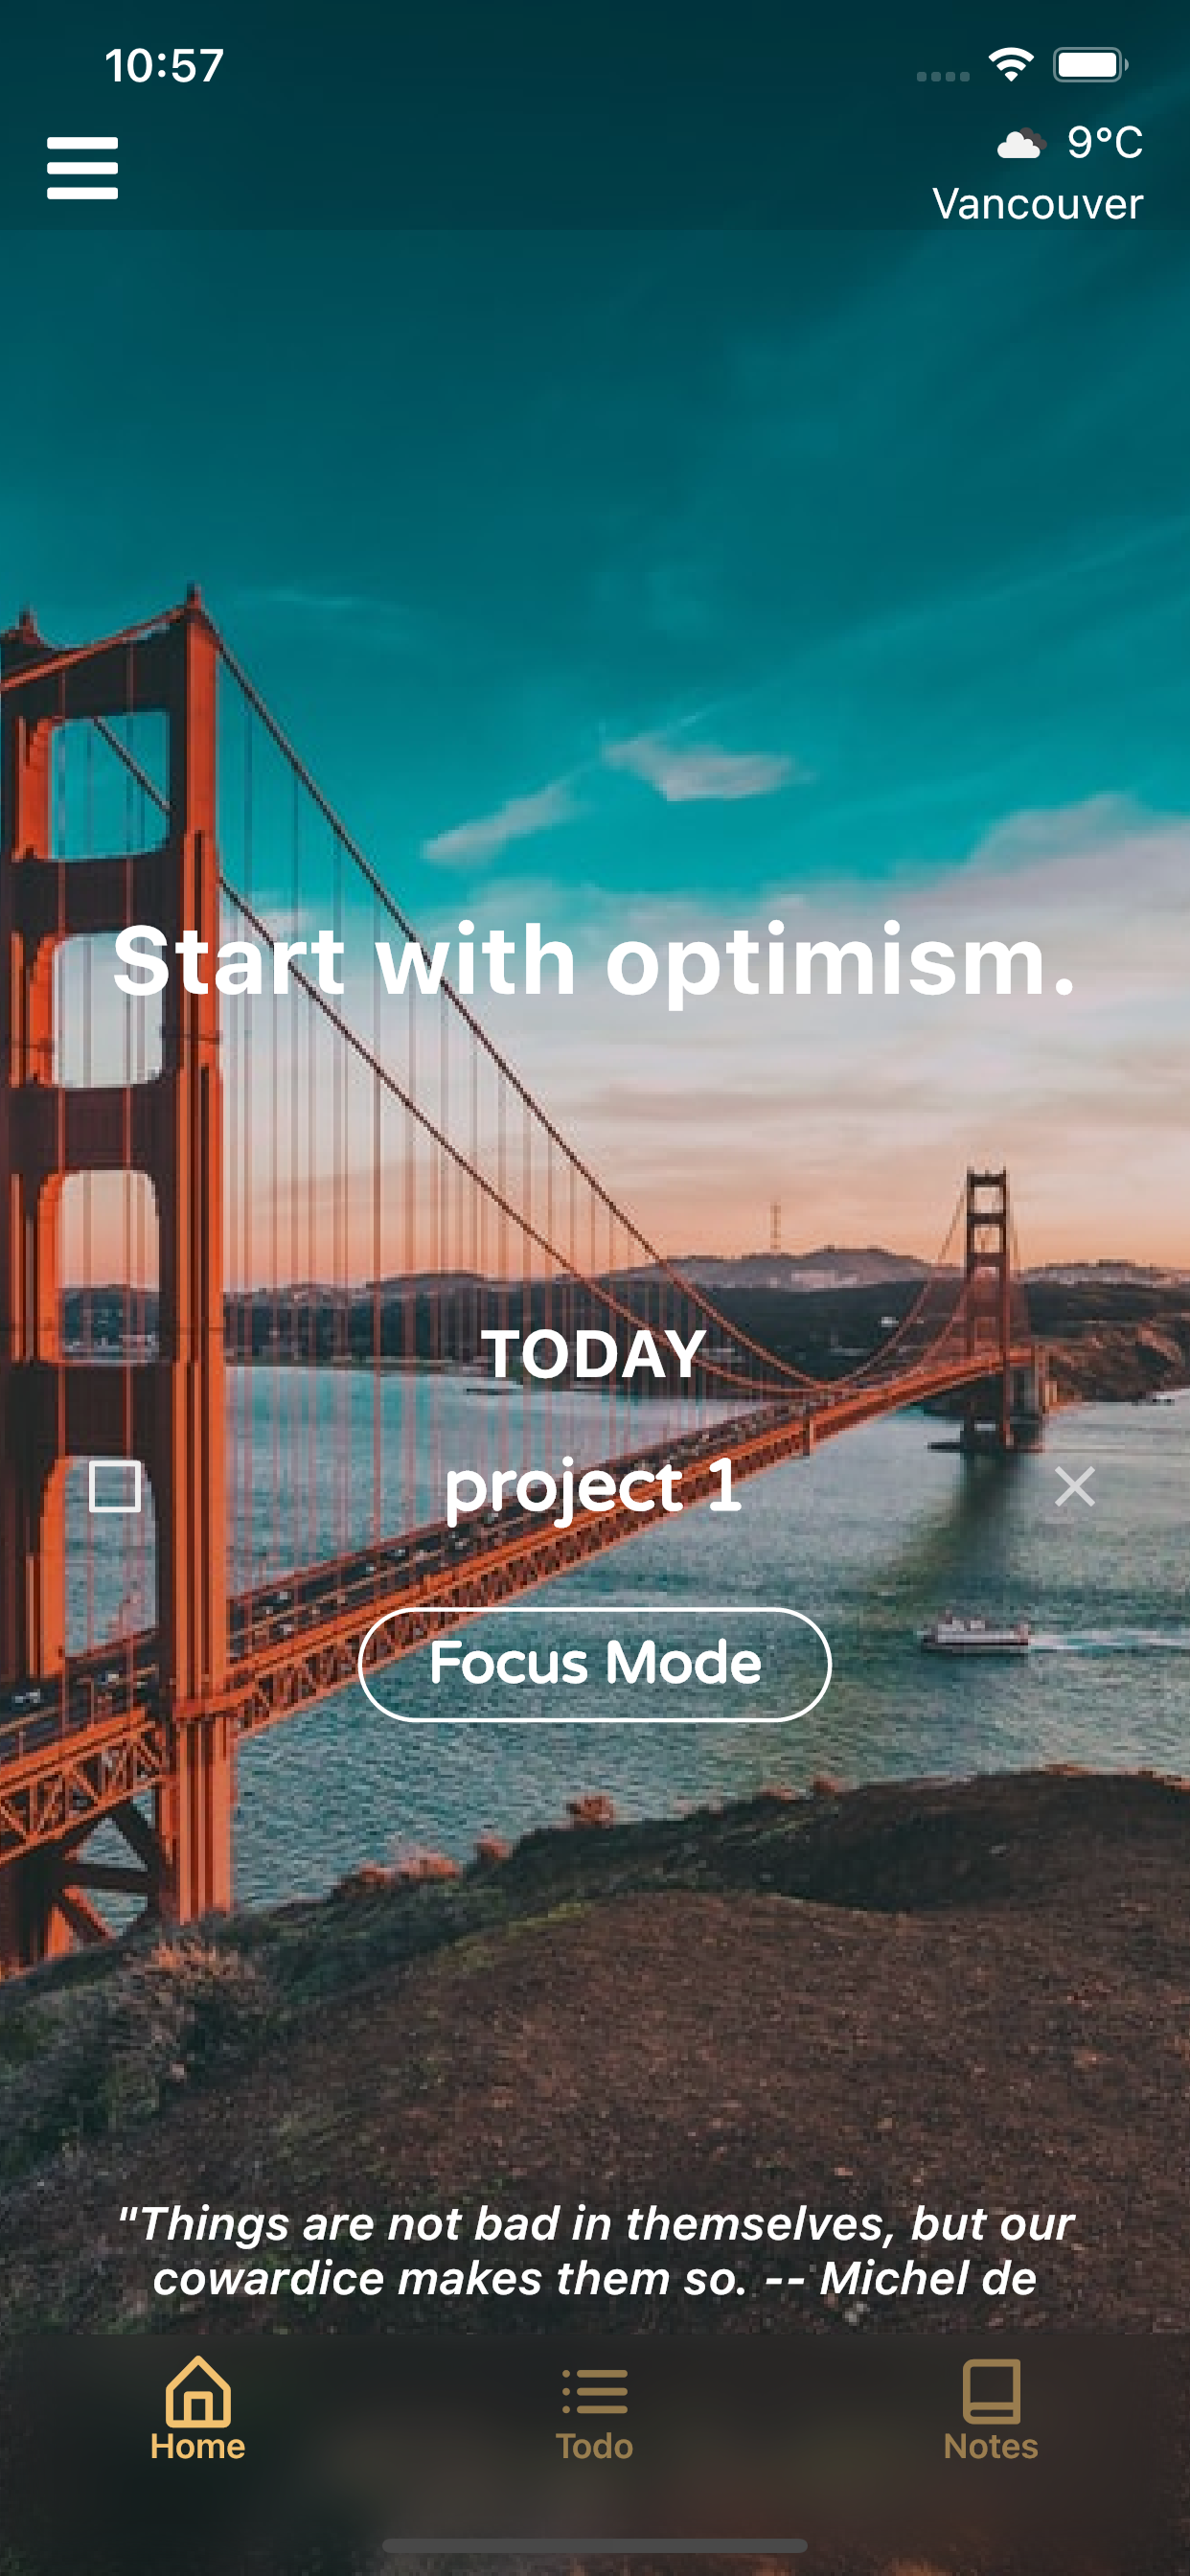 10:57
9°C
Vancouver
Start with optimism.
TODAY
project 1
Focus Mode
"Things are not bad in themselves, but our
cowardice makes them so. -- Michel de
Home
Todo
Notes